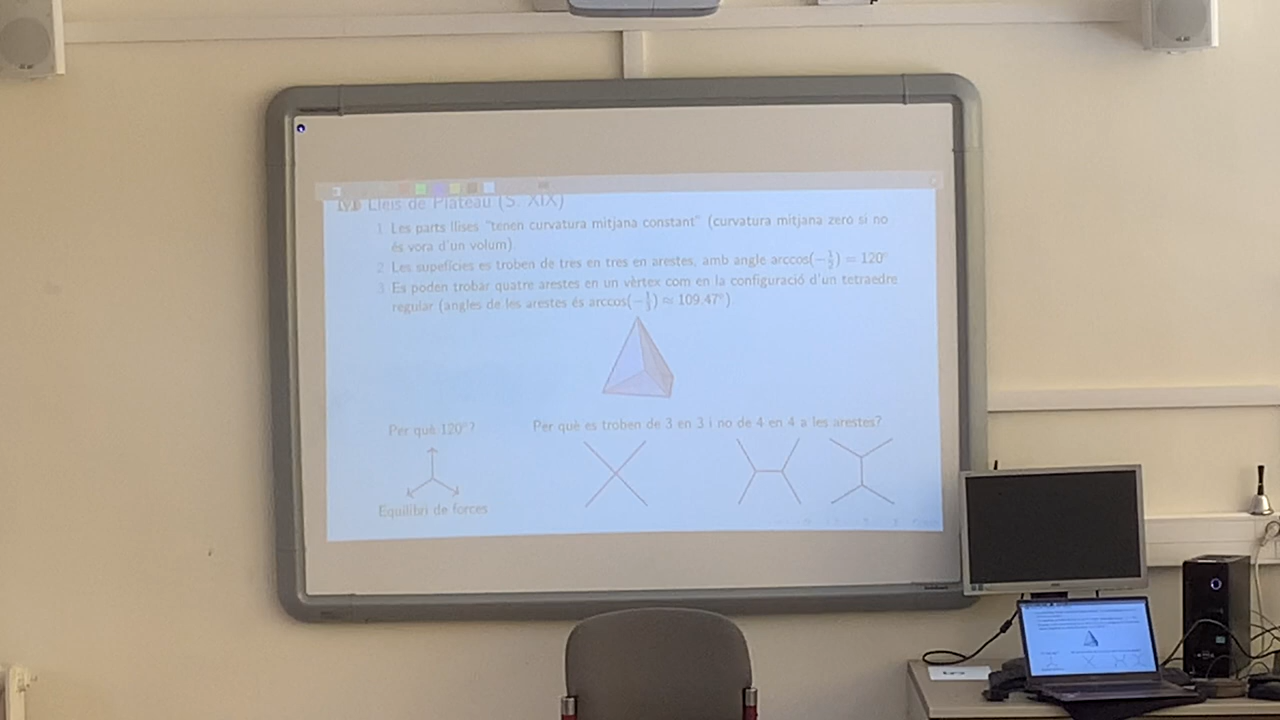 Lleis de Plateau (S. XIX)
1. Les parts llises "tenen curvatura mitjana constant" (curvatura mitjana zero si no
és vora d'un volum).
2. Les supefícies es troben de tres en tres en arestes, amb angle arccos(−1/2) = 120°
3. Es poden trobar quatre arestes en un vèrtex com en la configuració d'un tetraedre
regular (angles de les arestes és arccos(−1/3) ≈ 109.47°)
Per què 120°?
Per què es troben de 3 en 3 i no de 4 en 4 a les arestes?
Equilibri de forces